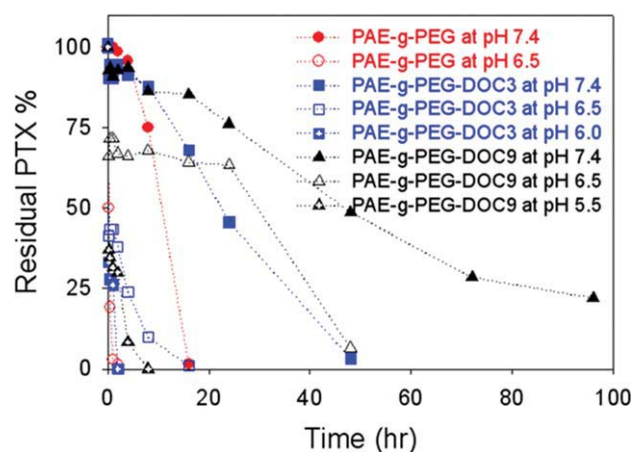 100
75
50
25
0
Residual PTX %
PAE-g-PEG at pH 7.4
PAE-g-PEG at pH 6.5
PAE-g-PEG-DOC3 at pH 7.4
PAE-g-PEG-DOC3 at pH 6.5
PAE-g-PEG-DOC3 at pH 6.0
PAE-g-PEG-DOC9 at pH 7.4
PAE-g-PEG-DOC9 at pH 6.5
PAE-g-PEG-DOC9 at pH 5.5
0 20 40 60 80 100
Time (hr)